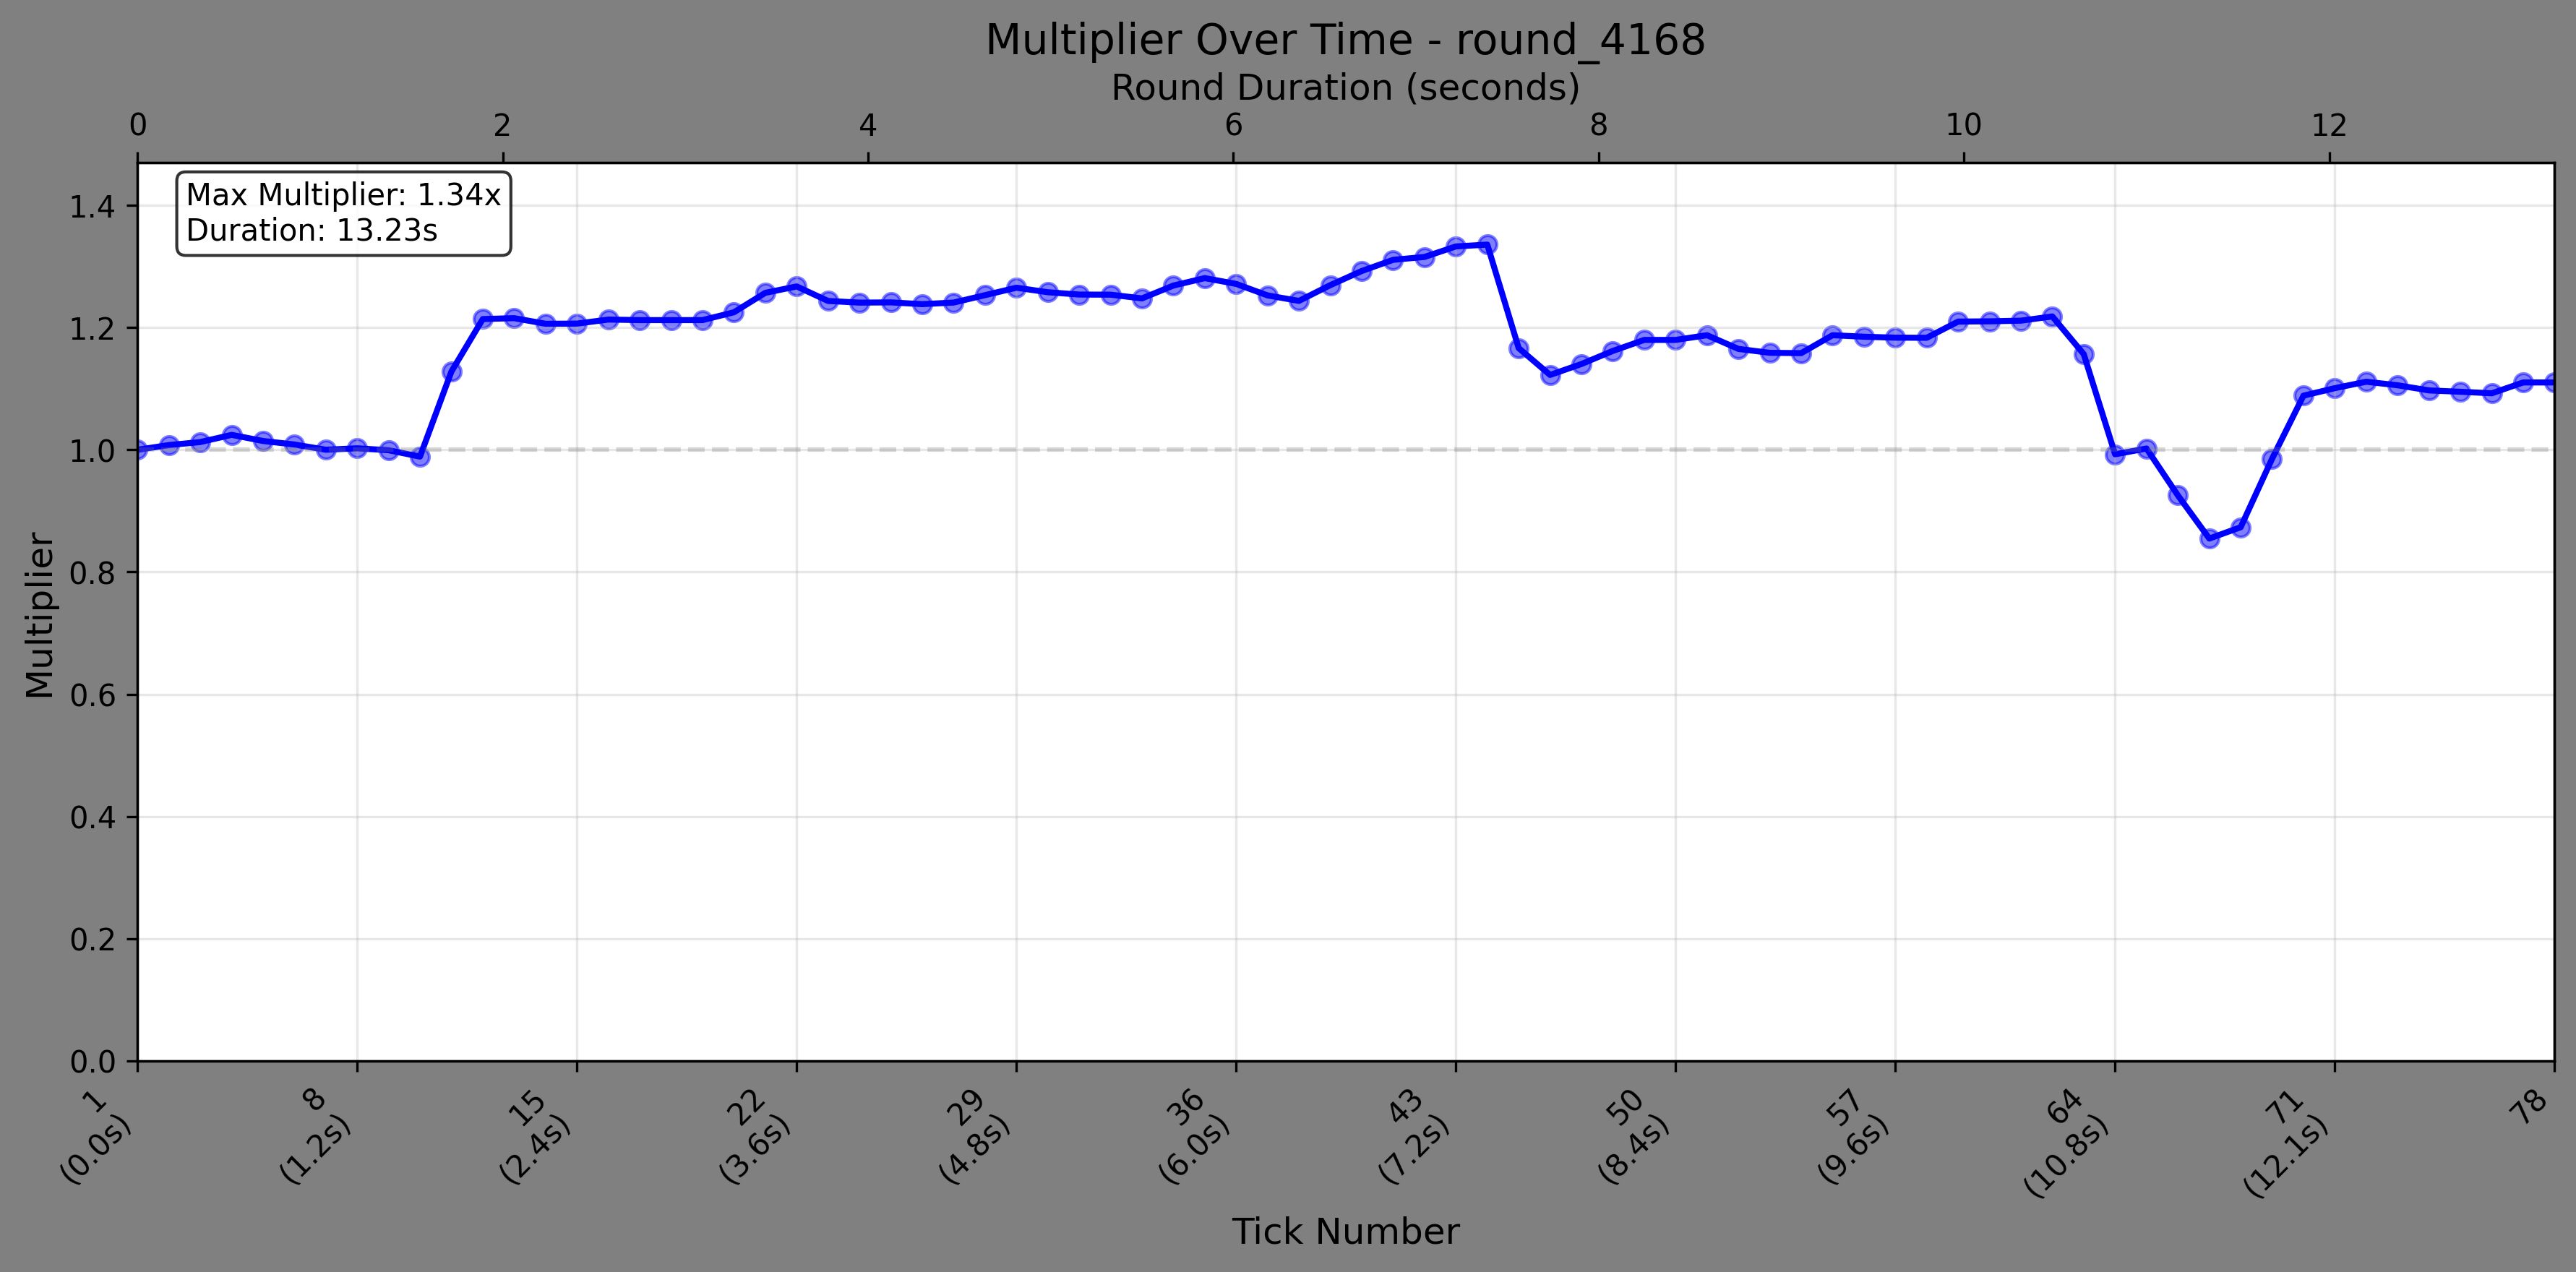 Multiplier Over Time - round_4168
Round Duration (seconds)
0 2 4 6 8 10 12
Max Multiplier: 1.34x
Duration: 13.23s
Multiplier
1.4
1.2
1.0
0.8
0.6
0.4
0.2
0.0
1
(0.0s)
8
(1.2s)
15
(2.4s)
22
(3.6s)
29
(4.8s)
36
(6.0s)
43
(7.2s)
50
(8.4s)
57
(9.6s)
64
(10.8s)
71
(12.1s)
78
Tick Number